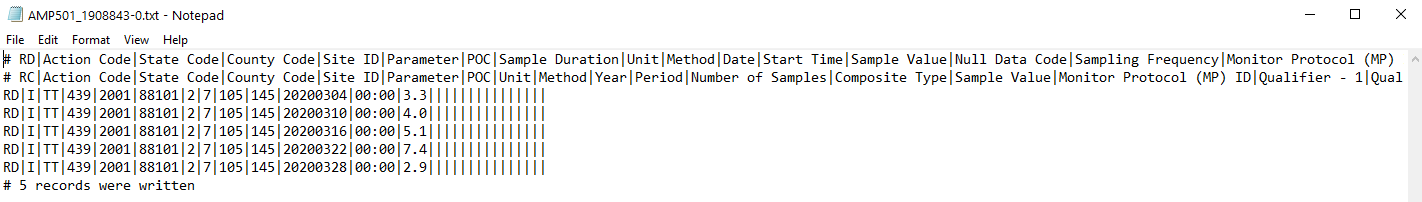 AMP501_1908843-0.txt - Notepad
File Edit Format View Help
# RD|Action Code|State Code|County Code|Site ID|Parameter|POC|Sample Duration|Unit|Method|Date|Start Time|Sample Value|Null Data Code|Sampling Frequency|Monitor Protocol (MP)
# RC|Action Code|State Code|County Code|Site ID|Parameter|POC|Unit|Method|Year|Period|Number of Samples|Composite Type|Sample Value|Monitor Protocol (MP) ID|Qualifier - 1|Qual
RD|I|TT|439|2001|88101|2|7|105|145|20200304|00:00|3.3|||||||||||||||
RD|I|TT|439|2001|88101|2|7|105|145|20200310|00:00|4.0|||||||||||||||
RD|I|TT|439|2001|88101|2|7|105|145|20200316|00:00|5.1|||||||||||||||
RD|I|TT|439|2001|88101|2|7|105|145|20200322|00:00|7.4|||||||||||||||
RD|I|TT|439|2001|88101|2|7|105|145|20200328|00:00|2.9|||||||||||||||
# 5 records were written